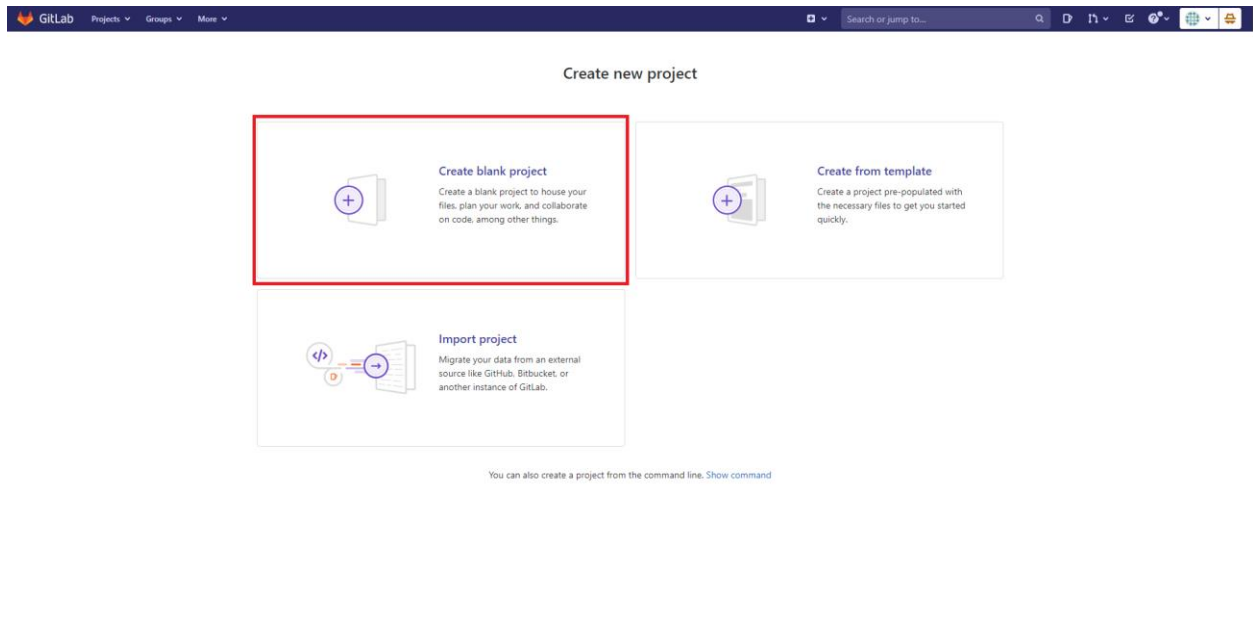 GitLab Projects Groups More Search or jump to...
Create new project
Create blank project
Create a blank project to house your
files, plan your work, and collaborate
on code, among other things.
Create from template
Create a project pre-populated with
the necessary files to get you started
quickly.
Import project
Migrate your data from an external
source like GitHub, Bitbucket, or
another instance of GitLab.
You can also create a project from the command line. Show command